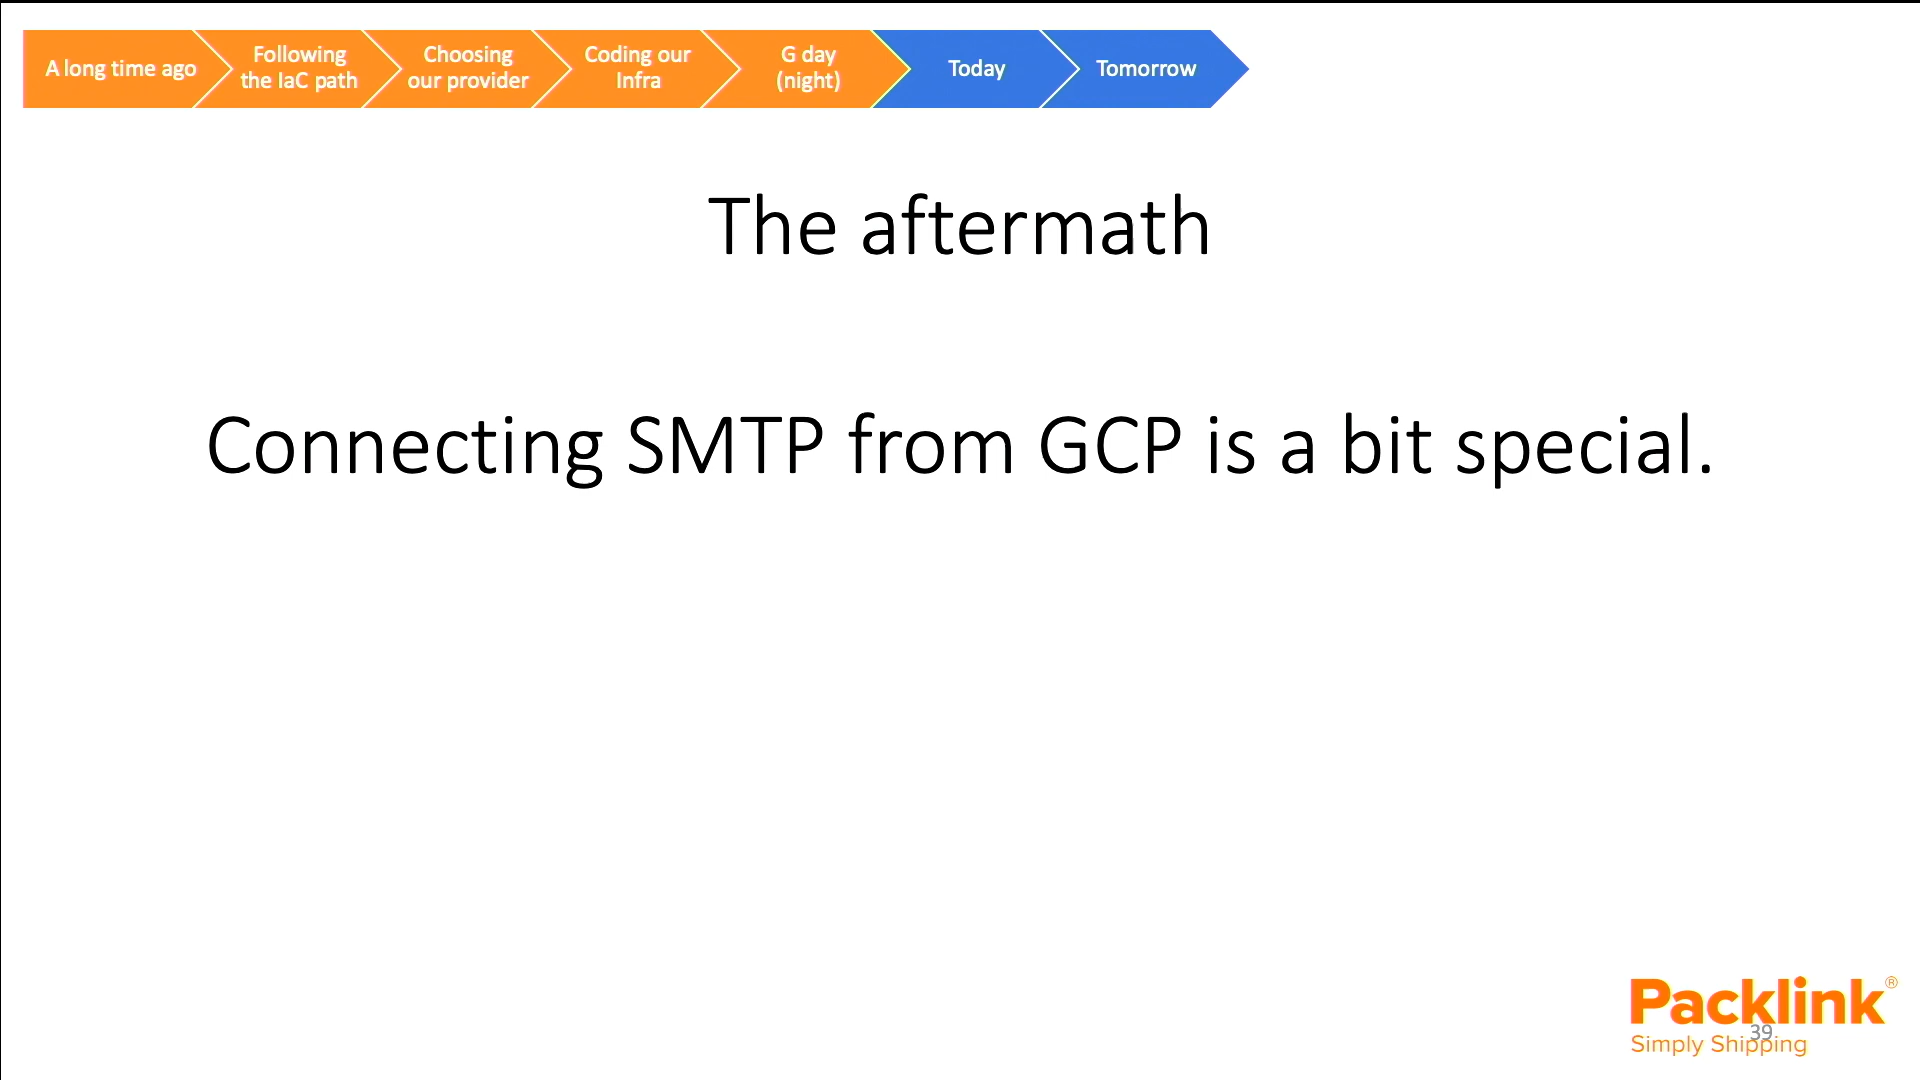 A long time ago
Following
the IaC path
Choosing
our provider
Coding our
Infra
G day
(night)
Today
Tomorrow
The aftermath
Connecting SMTP from GCP is a bit special.
Packlink®
39
Simply Shipping